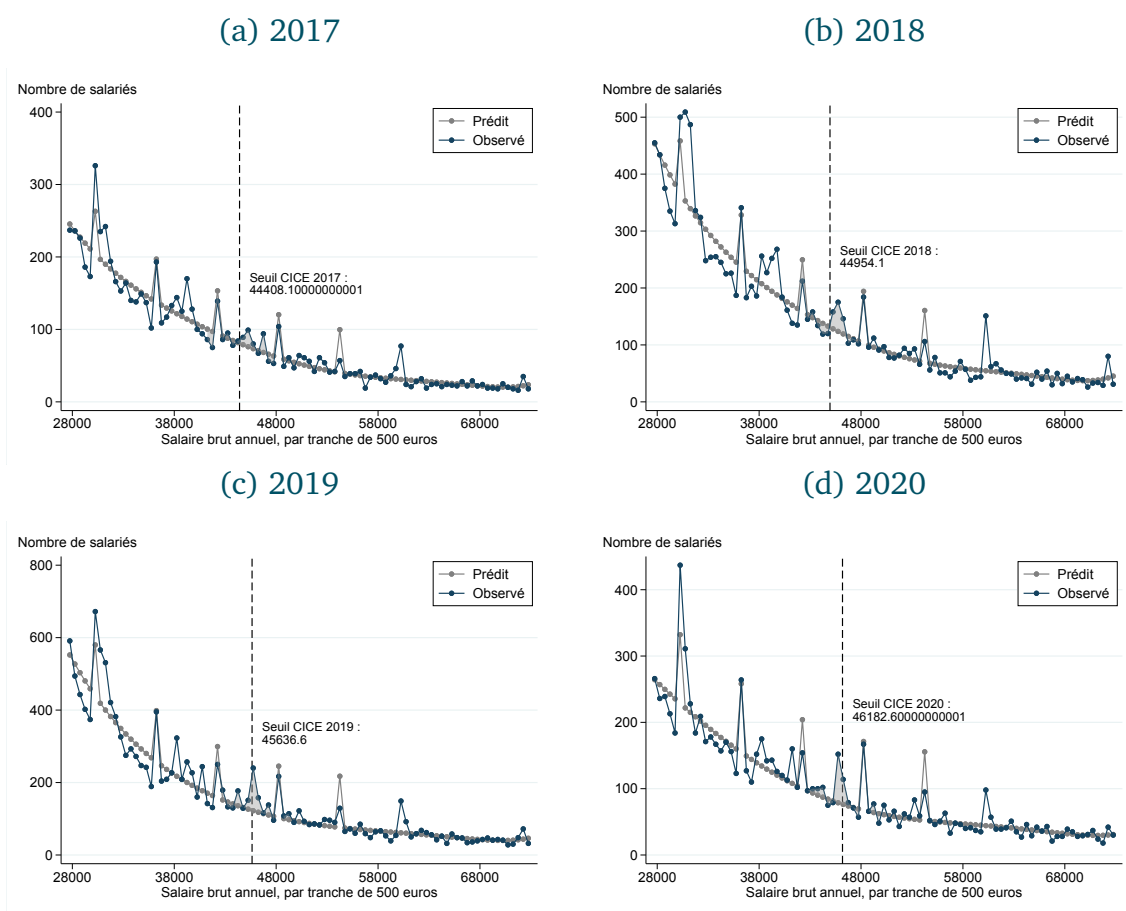 (a) 2017
Nombre de salariés
400
300
200
100
0
Prédit
Observé
Seuil CICE 2017 :
44408.10000000001
28000 38000 48000 58000 68000
Salaire brut annuel, par tranche de 500 euros
(b) 2018
Nombre de salariés
500
400
300
200
100
0
Prédit
Observé
Seuil CICE 2018 :
44954.1
28000 38000 48000 58000 68000
Salaire brut annuel, par tranche de 500 euros
(c) 2019
Nombre de salariés
800
600
400
200
0
Prédit
Observé
Seuil CICE 2019 :
45636.6
28000 38000 48000 58000 68000
Salaire brut annuel, par tranche de 500 euros
(d) 2020
Nombre de salariés
400
300
200
100
0
Prédit
Observé
Seuil CICE 2020 :
46182.60000000001
28000 38000 48000 58000 68000
Salaire brut annuel, par tranche de 500 euros